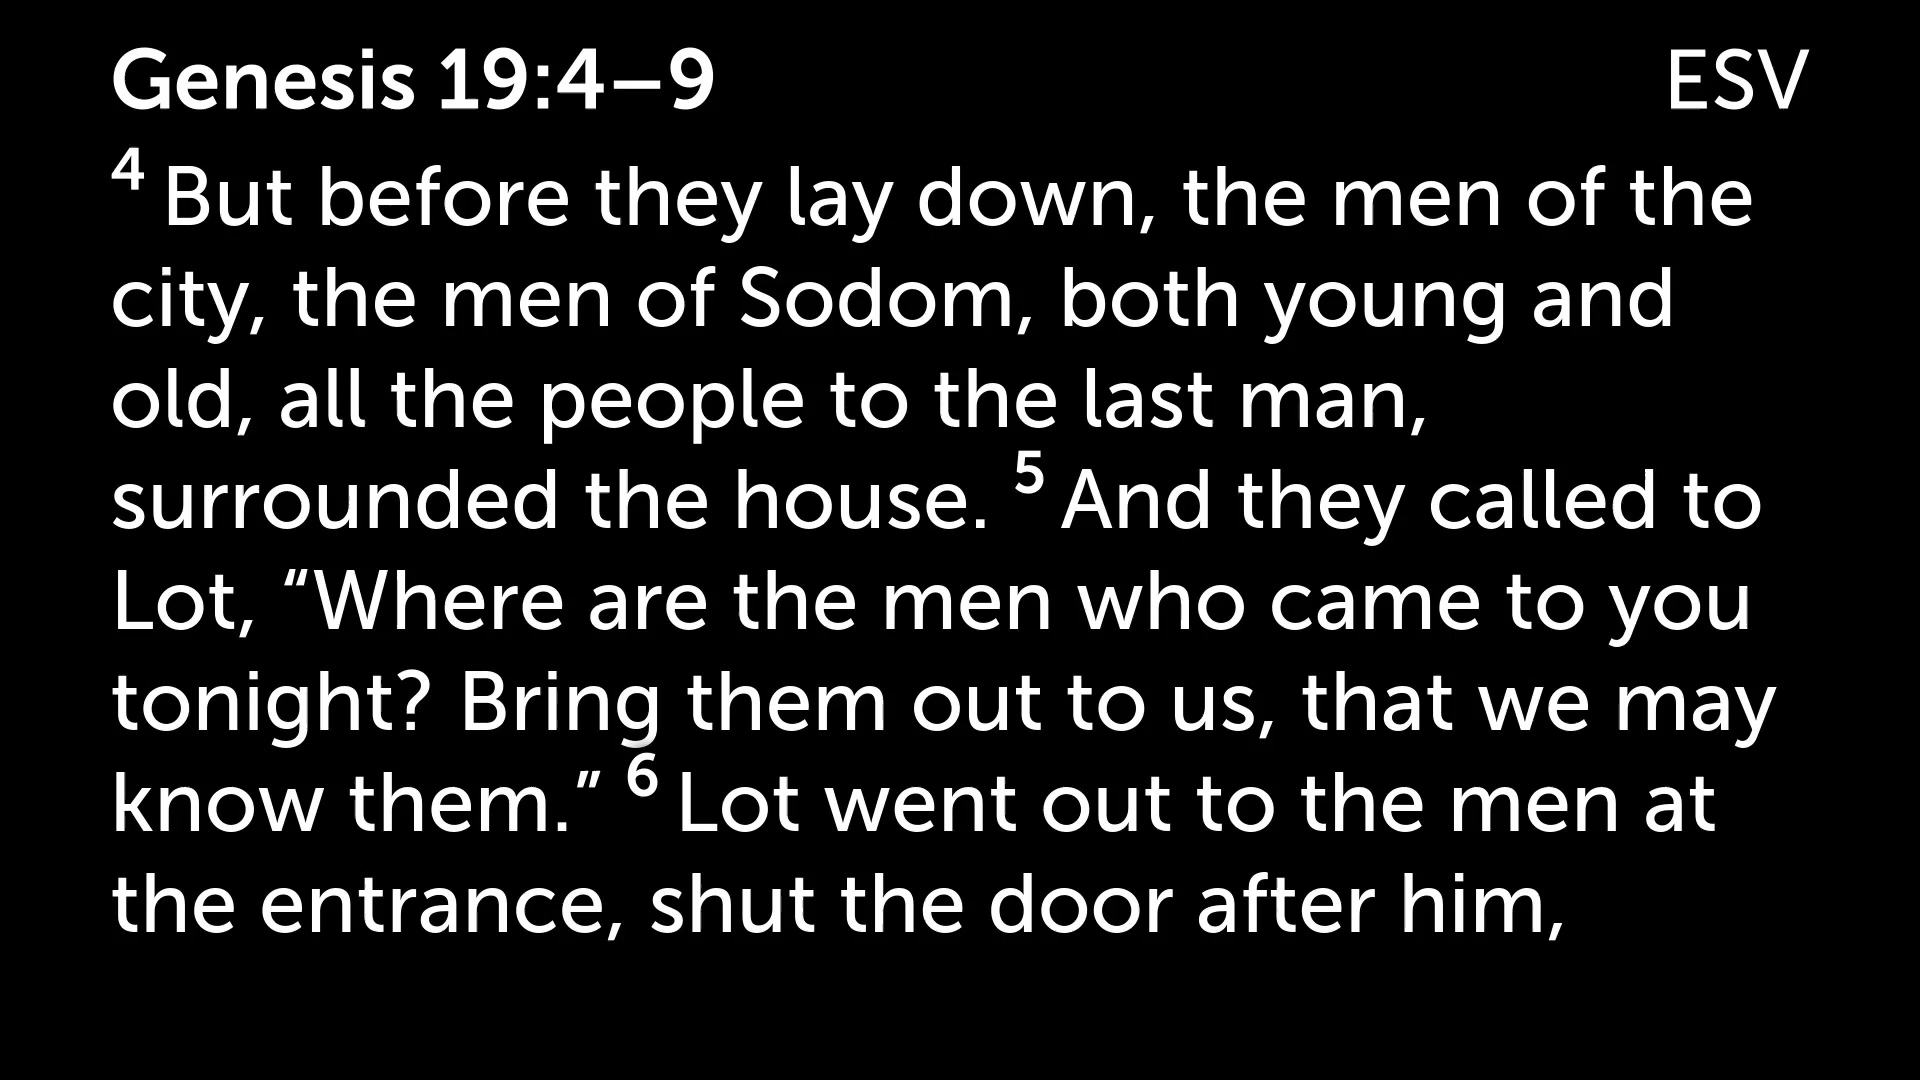 Genesis 19:4–9 ESV
4 But before they lay down, the men of the
city, the men of Sodom, both young and
old, all the people to the last man,
surrounded the house. 5 And they called to
Lot, “Where are the men who came to you
tonight? Bring them out to us, that we may
know them.” 6 Lot went out to the men at
the entrance, shut the door after him,